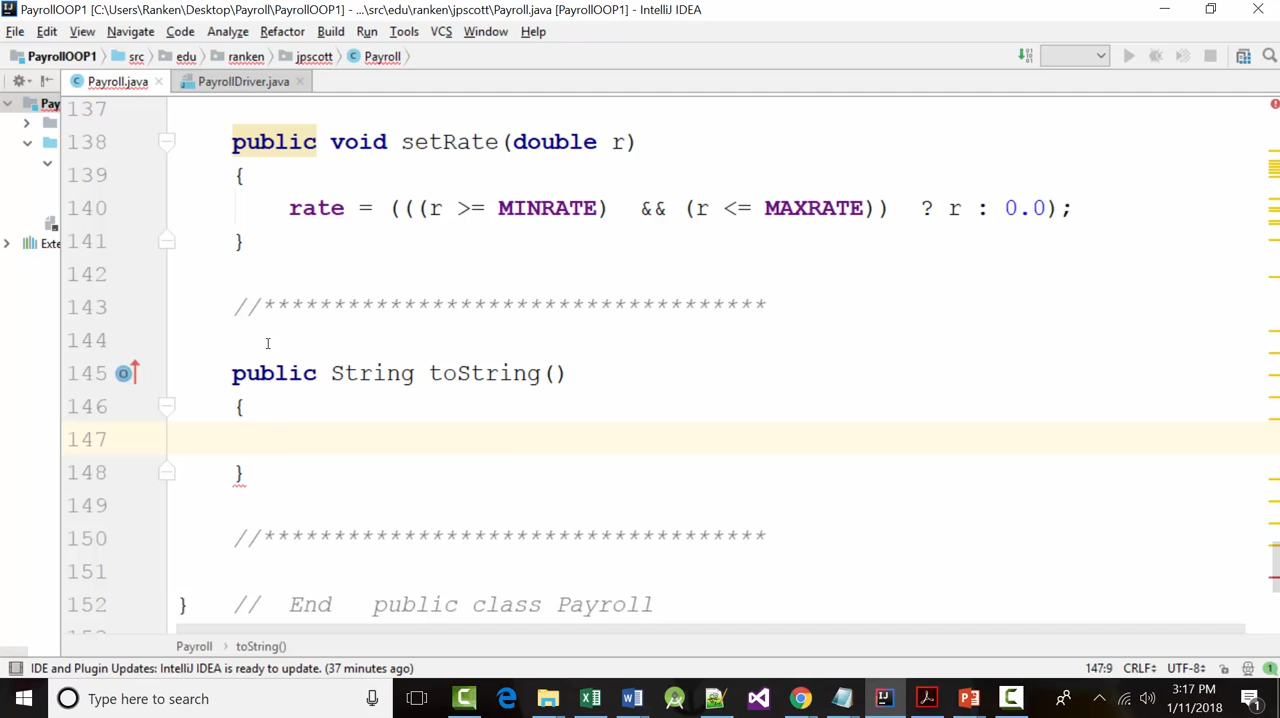 PayrollOOP1 [C:\Users\Ranken\Desktop\Payroll\PayrollOOP1] - ...\src\edu\ranken\jpscott\Payroll.java [PayrollOOP1] - IntelliJ IDEA
File Edit View Navigate Code Analyze Refactor Build Run Tools VCS Window Help
PayrollOOP1 src edu ranken jpscott Payroll
Payroll.java PayrollDriver.java
Pay
137
138 public void setRate(double r)
139 {
140 rate = (((r >= MINRATE) && (r <= MAXRATE)) ? r : 0.0);
141 }
Exte
142
143 //************************************
144
145 public String toString()
146 {
147
148 }
149
150 //************************************
151
152 } // End public class Payroll
Payroll toString()
IDE and Plugin Updates: IntelliJ IDEA is ready to update. (37 minutes ago) 147:9 CRLF UTF-8
Type here to search
3:17 PM
1/11/2018